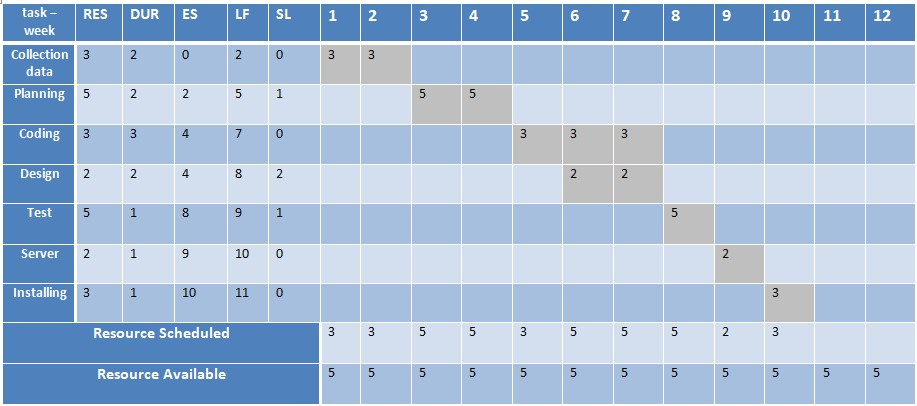 task – week RES DUR ES LF SL 1 2 3 4 5 6 7 8 9 10 11 12
Collection data 3 2 0 2 0 3 3
Planning 5 2 2 5 1 5 5
Coding 3 3 4 7 0 3 3 3
Design 2 2 4 8 2 2 2
Test 5 1 8 9 1 5
Server 2 1 9 10 0 2
Installing 3 1 10 11 0 3
Resource Scheduled 3 3 5 5 3 5 5 5 2 3
Resource Available 5 5 5 5 5 5 5 5 5 5 5 5